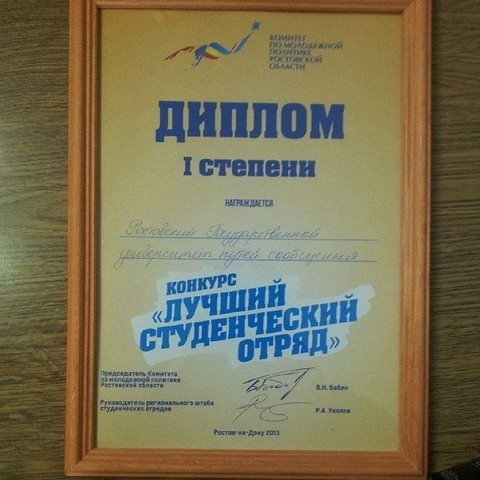 КОМИТЕТ
ПО МОЛОДЕЖНОЙ
ПОЛИТИКЕ
РОСТОВСКОЙ
ОБЛАСТИ
ДИПЛОМ
I степени
НАГРАЖДАЕТСЯ
Ростовский Государственный
университет путей сообщения
КОНКУРС
«ЛУЧШИЙ
СТУДЕНЧЕСКИЙ
ОТРЯД»
Председатель Комитета
по молодежной политике
Ростовской области
В.Н. Бабин
Руководитель регионального штаба
студенческих отрядов
Р.А. Уколов
Ростов-на-Дону 2013